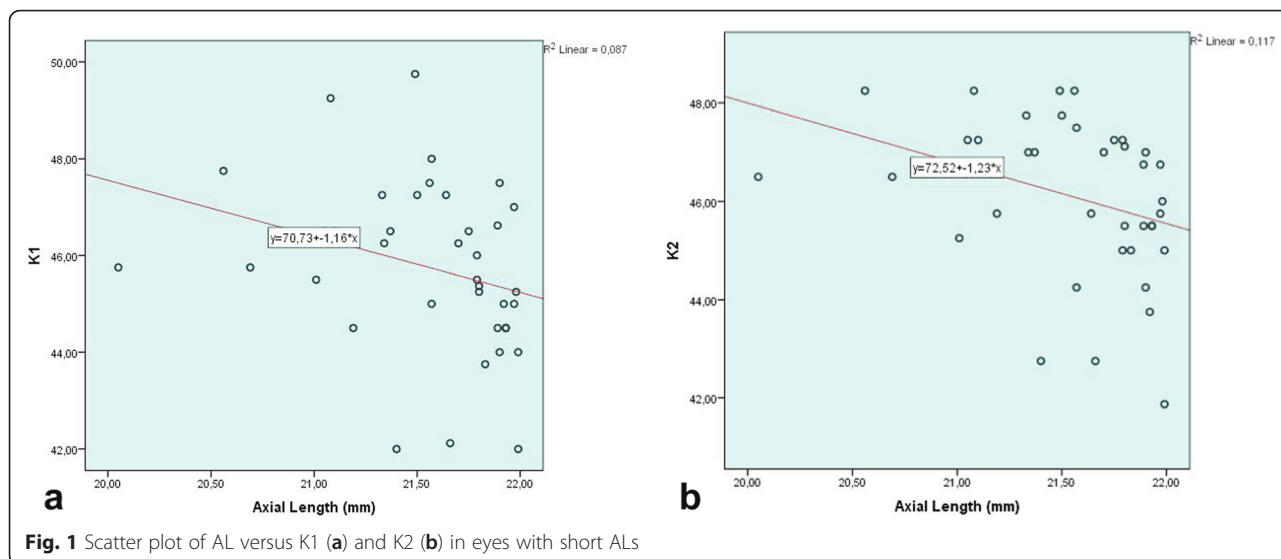 R² Linear = 0,087
50,00
48,00
46,00
44,00
42,00
K1
y=70,73+-1,16*x
20,00 20,50 21,00 21,50 22,00
Axial Length (mm)
a
R² Linear = 0,117
48,00
46,00
44,00
42,00
K2
y=72,52+-1,23*x
20,00 20,50 21,00 21,50 22,00
Axial Length (mm)
b
Fig. 1 Scatter plot of AL versus K1 (a) and K2 (b) in eyes with short ALs